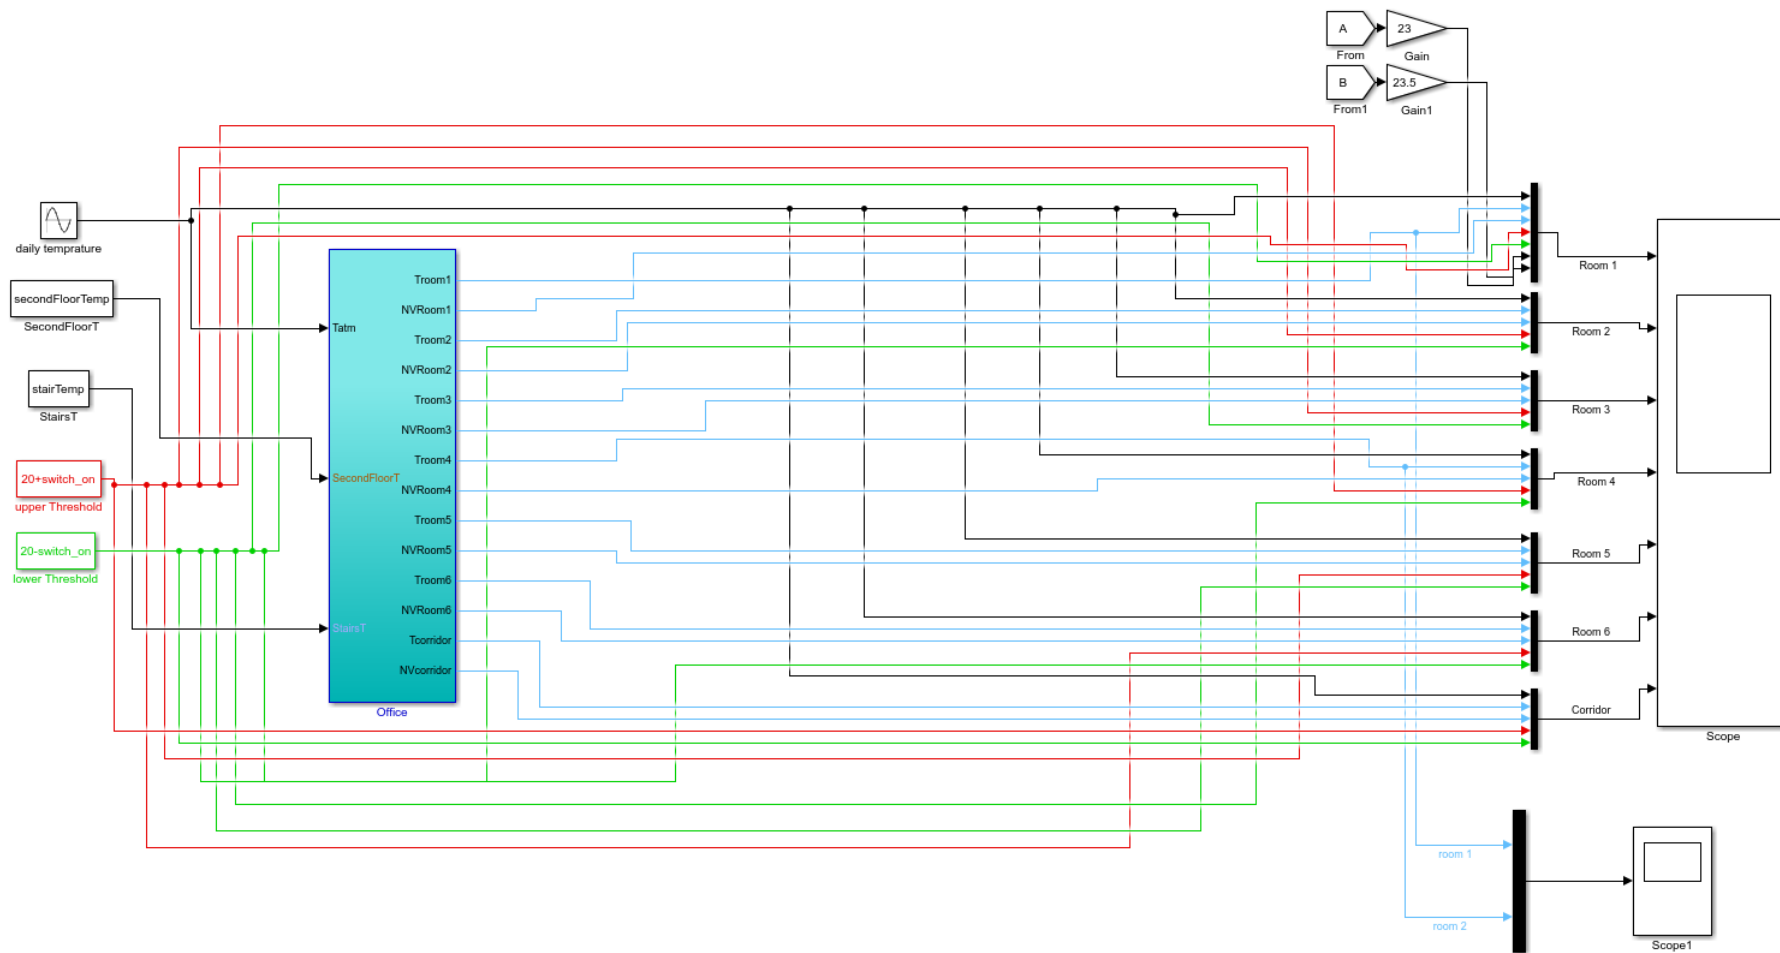 A
From
23
Gain
B
From1
23.5
Gain1
daily temprature
secondFloorTemp
SecondFloorT
stairTemp
StairsT
20+switch_on
upper Threshold
20-switch_on
lower Threshold
Tatm
SecondFloorT
StairsT
Troom1
NVRoom1
Troom2
NVRoom2
Troom3
NVRoom3
Troom4
NVRoom4
Troom5
NVRoom5
Troom6
NVRoom6
Tcorridor
NVcorridor
Office
Room 1
Room 2
Room 3
Room 4
Room 5
Room 6
Corridor
Scope
room 1
room 2
Scope1